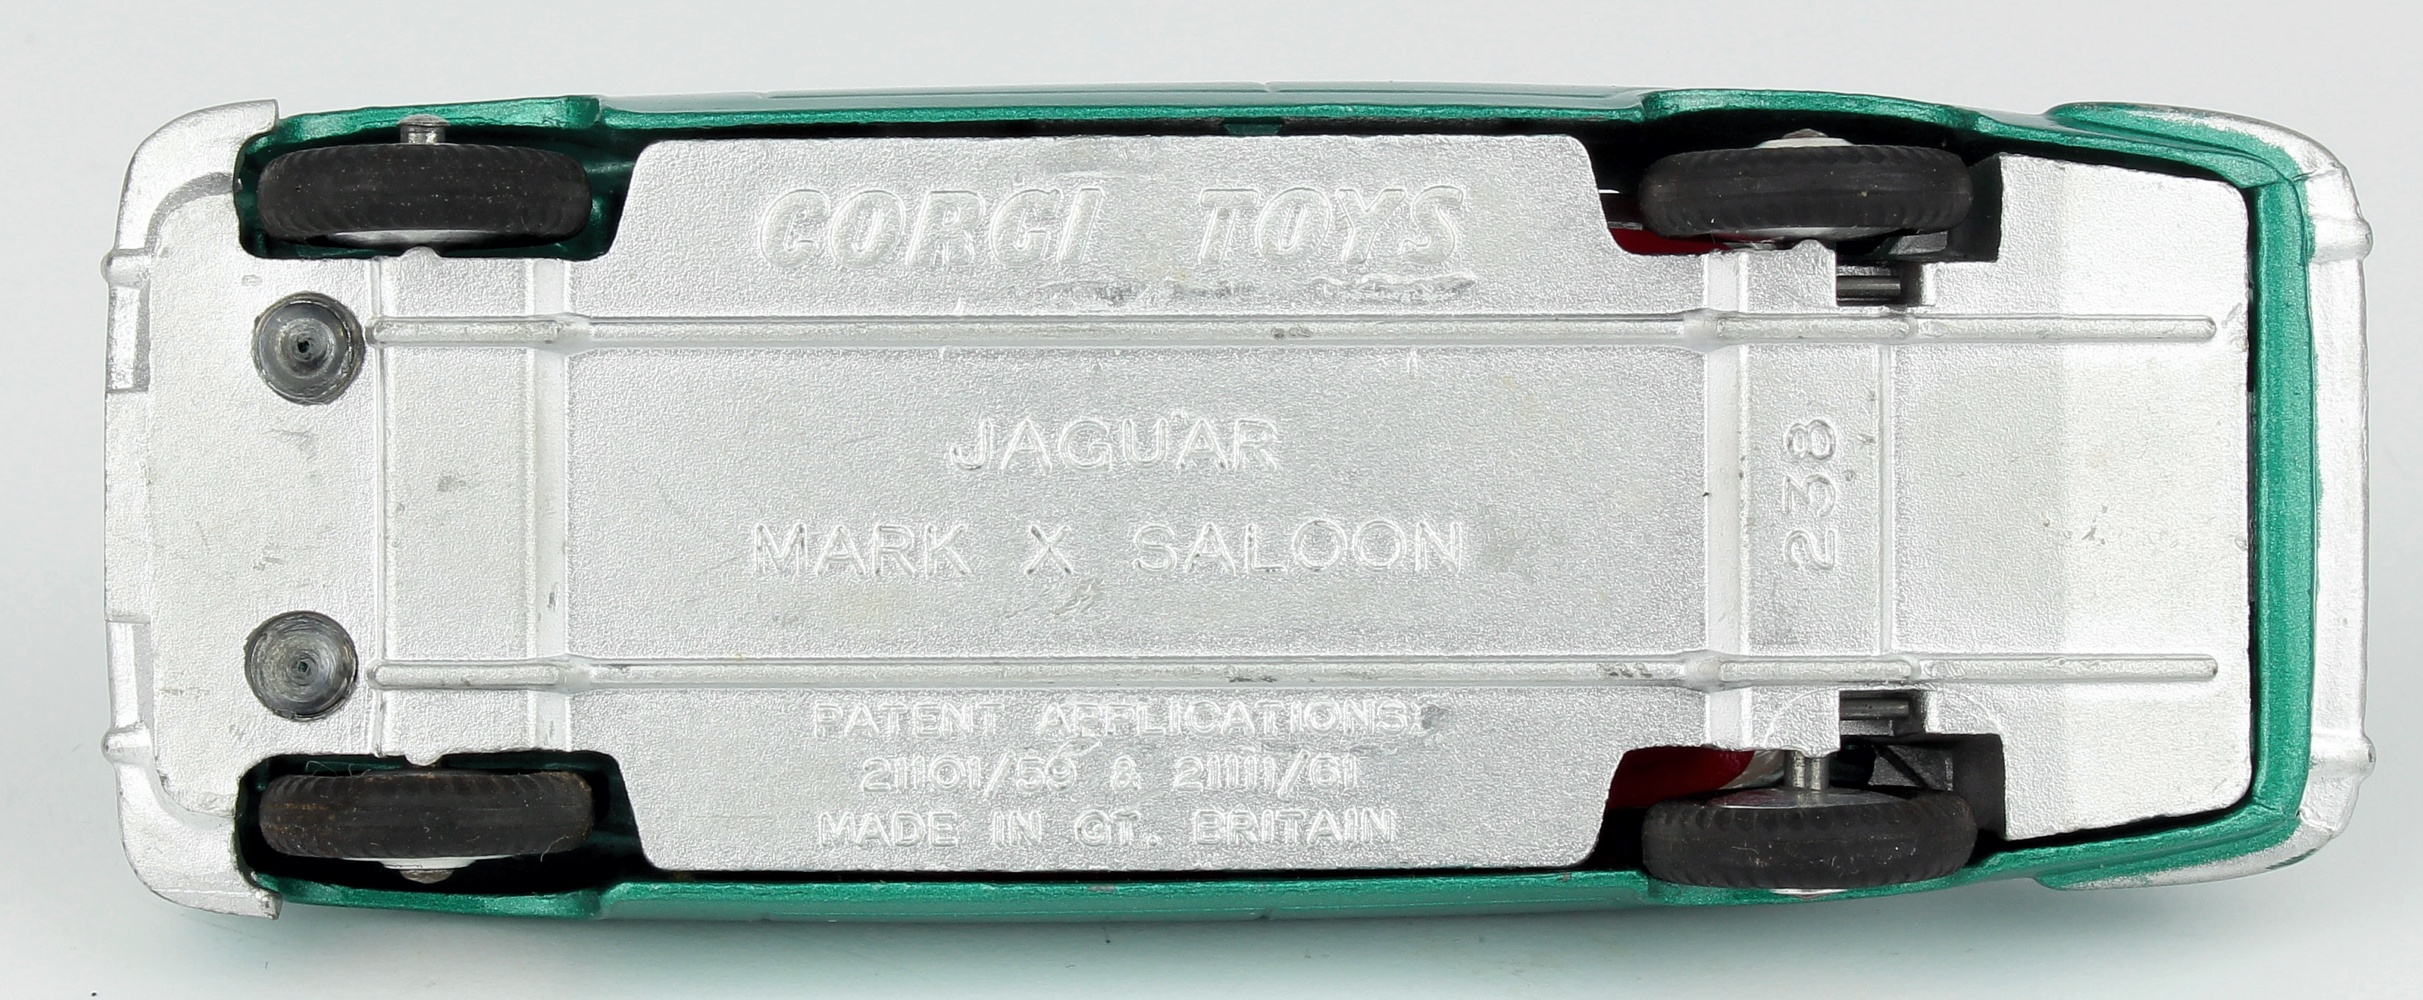 CORGI TOYS
JAGUAR
MARK X SALOON
238
PATENT APPLICATIONS:
21101/59 & 21111/61
MADE IN GT. BRITAIN